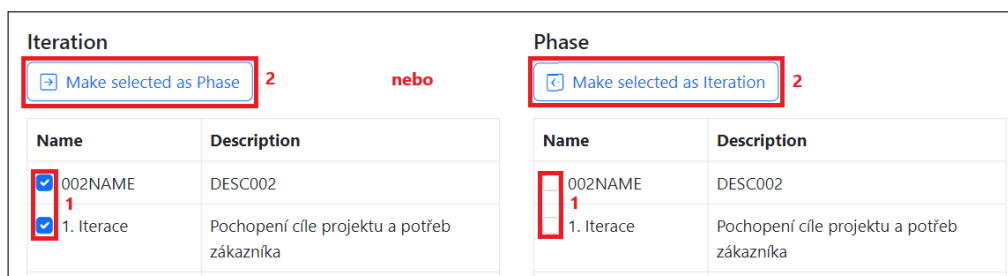 Iteration
Make selected as Phase
2
nebo
Phase
Make selected as Iteration
2
Name Description
002NAME DESC002
1
1. Iterace Pochopení cíle projektu a potřeb
zákazníka
Name Description
002NAME DESC002
1
1. Iterace Pochopení cíle projektu a potřeb
zákazníka